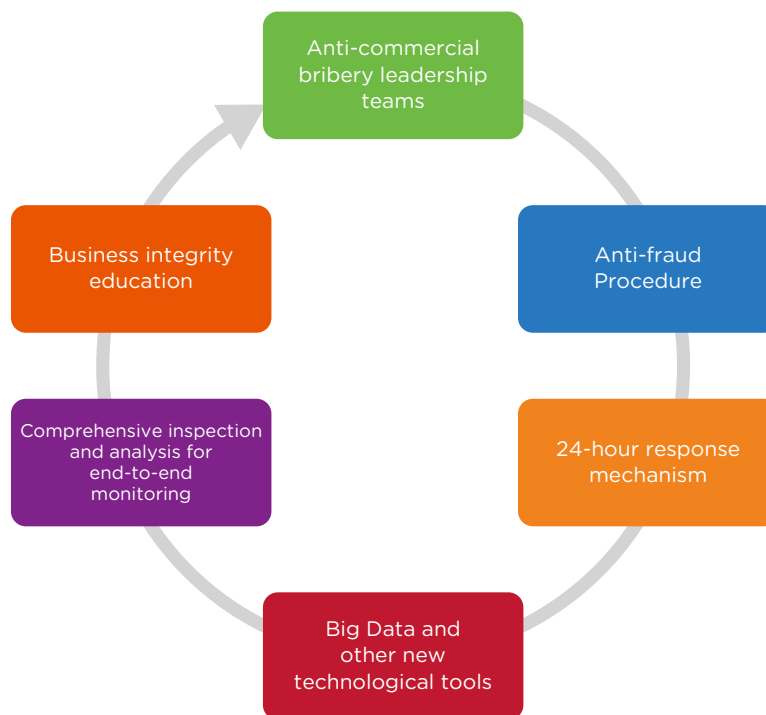 Anti-commercial
bribery leadership
teams
Anti-fraud
Procedure
24-hour response
mechanism
Big Data and
other new
technological tools
Comprehensive inspection
and analysis for
end-to-end
monitoring
Business integrity
education